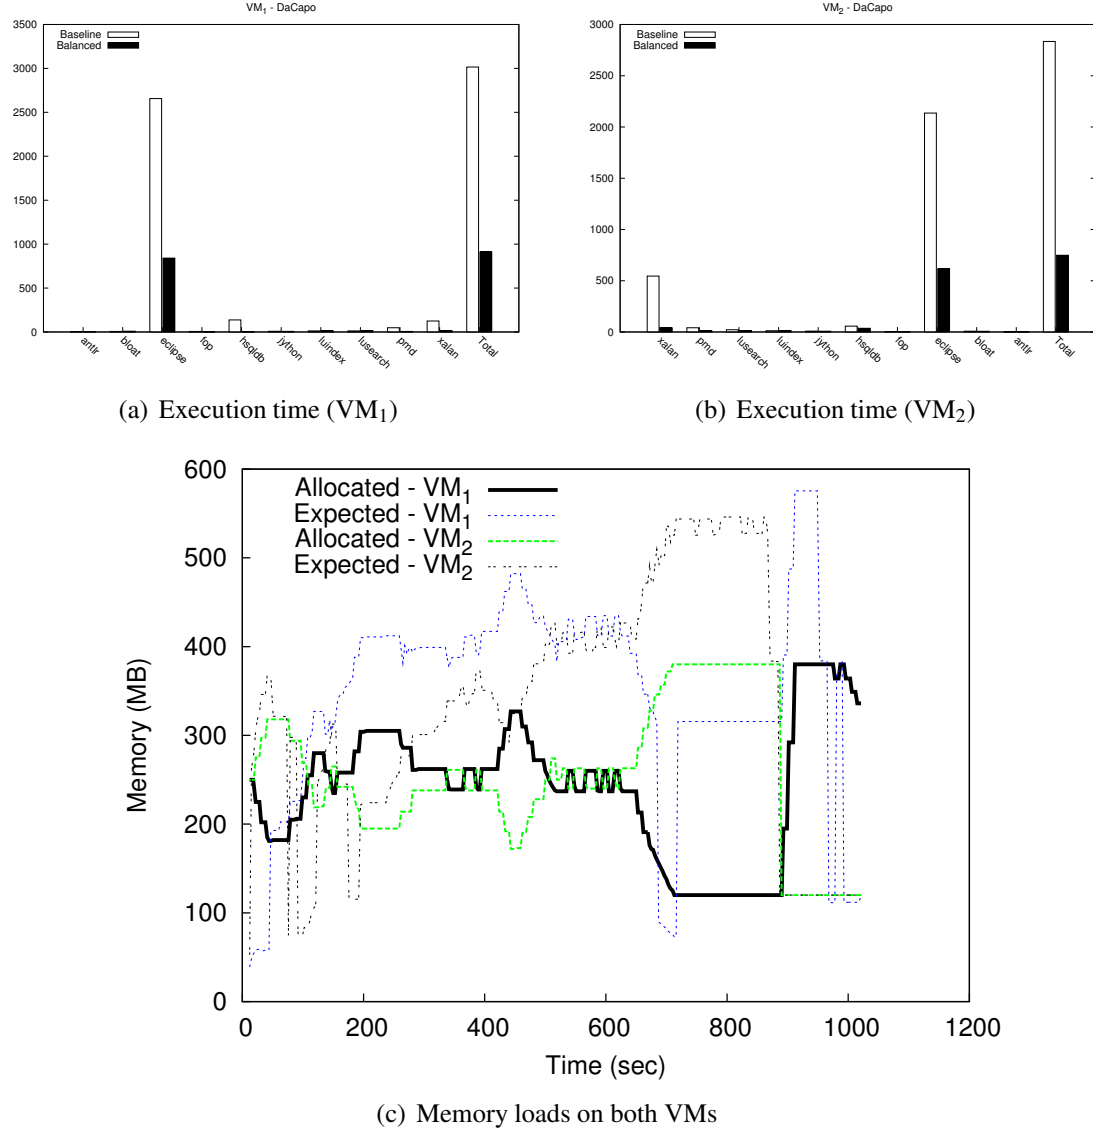 VM₁ - DaCapo
Baseline
Balanced
3500
3000
2500
2000
1500
1000
500
0
antlr
bloat
eclipse
fop
hsqldb
jython
luindex
lusearch
pmd
xalan
Total
(a) Execution time (VM₁)
VM₂ - DaCapo
Baseline
Balanced
3000
2500
2000
1500
1000
500
0
xalan
pmd
lusearch
luindex
jython
hsqldb
fop
eclipse
bloat
antlr
Total
(b) Execution time (VM₂)
Allocated - VM₁
Expected - VM₁
Allocated - VM₂
Expected - VM₂
Memory (MB)
600
500
400
300
200
100
0
0 200 400 600 800 1000 1200
Time (sec)
(c) Memory loads on both VMs